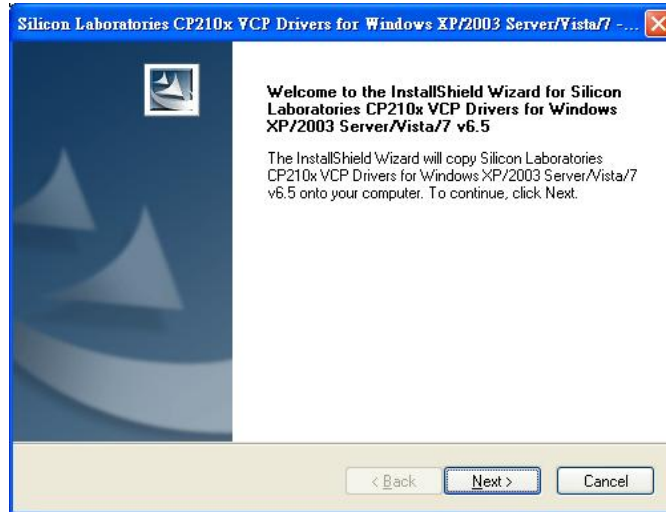 Silicon Laboratories CP210x VCP Drivers for Windows XP/2003 Server/Vista/7 -...
Welcome to the InstallShield Wizard for Silicon
Laboratories CP210x VCP Drivers for Windows
XP/2003 Server/Vista/7 v6.5
The InstallShield Wizard will copy Silicon Laboratories
CP210x VCP Drivers for Windows XP/2003 Server/Vista/7
v6.5 onto your computer. To continue, click Next.
< Back Next > Cancel